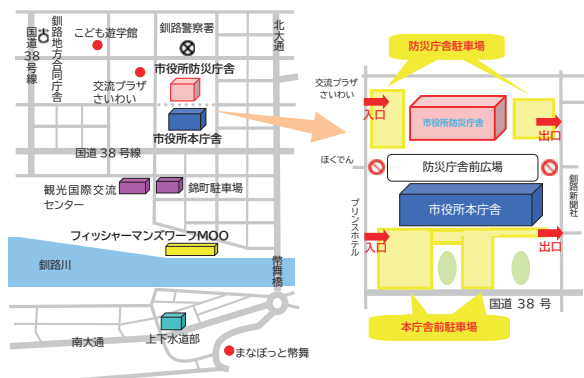 国道38号線
釧路地方合同庁舎
こども遊学館
釧路警察署
北大通
市役所防災庁舎
交流プラザ
さいわい
市役所本庁舎
国道 38 号線
観光国際交流
センター
錦町駐車場
フィッシャーマンズワーフMOO
釧路川
幣舞橋
南大通
上下水道部
まなぼっと幣舞
防災庁舎駐車場
交流プラザ
さいわい
入口
市役所防災庁舎
出口
ほくでん
防災庁舎前広場
釧路新聞社
プリンスホテル
市役所本庁舎
入口
出口
国道 38 号
本庁舎前駐車場